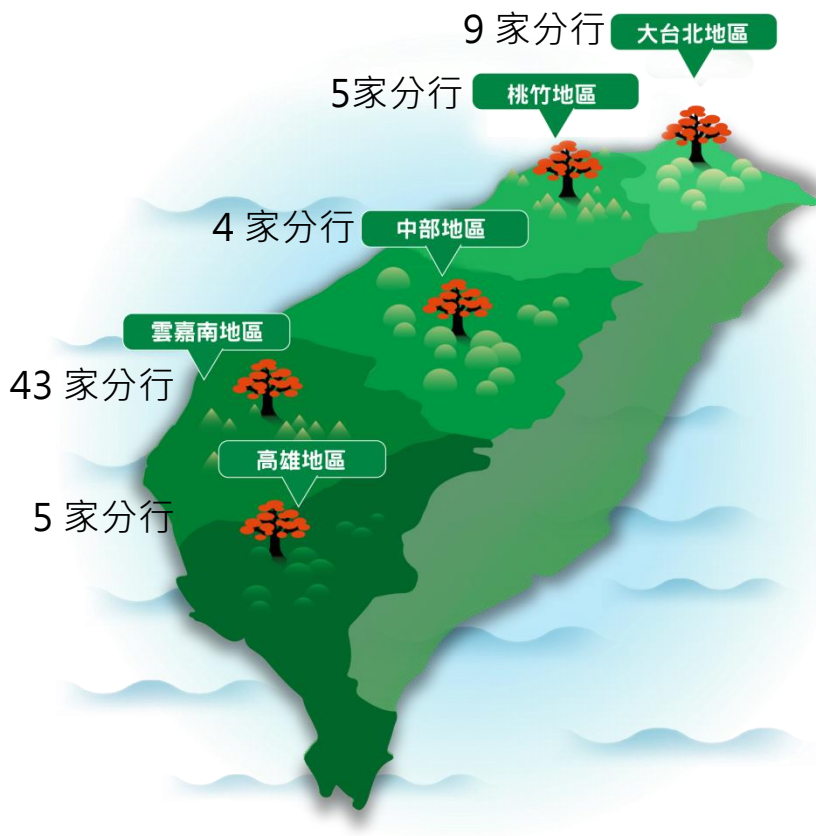 9 家分行 大台北地區
5家分行 桃竹地區
4 家分行 中部地區
雲嘉南地區
43 家分行
高雄地區
5 家分行